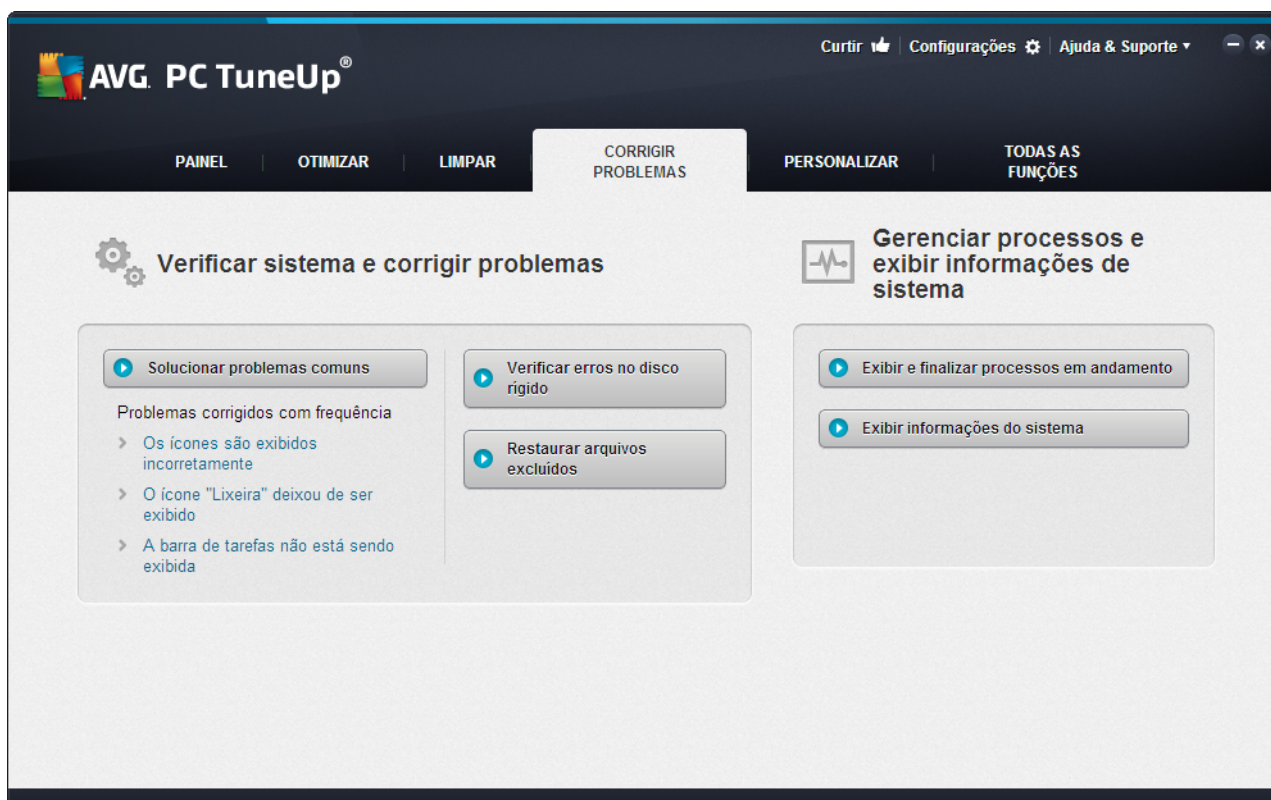 Curtir
Configurações
Ajuda & Suporte
AVG. PC TuneUp®
PAINEL
OTIMIZAR
LIMPAR
CORRIGIR
PROBLEMAS
PERSONALIZAR
TODAS AS
FUNÇÕES
Verificar sistema e corrigir problemas
Solucionar problemas comuns
Problemas corrigidos com frequência
Os ícones são exibidos
incorretamente
O ícone "Lixeira" deixou de ser
exibido
A barra de tarefas não está sendo
exibida
Verificar erros no disco
rígido
Restaurar arquivos
excluídos
Gerenciar processos e
exibir informações de
sistema
Exibir e finalizar processos em andamento
Exibir informações do sistema